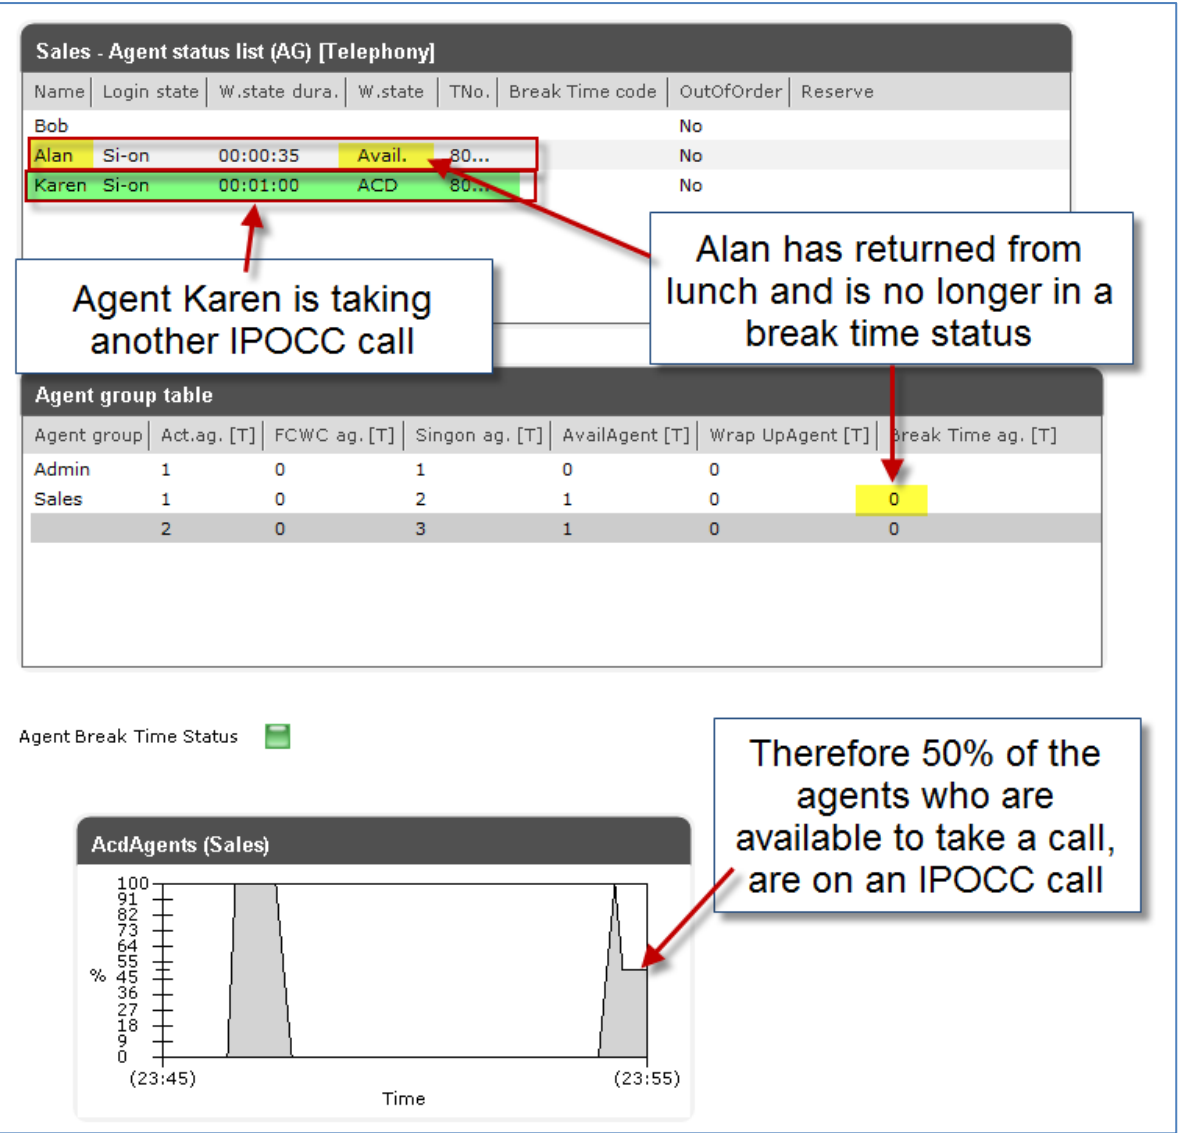 Sales - Agent status list (AG) [Telephony]
Name Login state W.state dura. W.state TNo. Break Time code OutOfOrder Reserve
Bob No
Alan Si-on 00:00:35 Avail. 80... No
Karen Si-on 00:01:00 ACD 80... No
Agent Karen is taking
another IPOCC call
Alan has returned from
lunch and is no longer in a
break time status
Agent group table
Agent group Act.ag. [T] FCWC ag. [T] Singon ag. [T] AvailAgent [T] Wrap UpAgent [T] Break Time ag. [T]
Admin 1 0 1 0 0
Sales 1 0 2 1 0 0
2 0 3 1 0 0
Agent Break Time Status
Therefore 50% of the
agents who are
available to take a call,
are on an IPOCC call
AcdAgents (Sales)
100
91
82
73
64
55
% 45
36
27
18
9
0
(23:45) (23:55)
Time